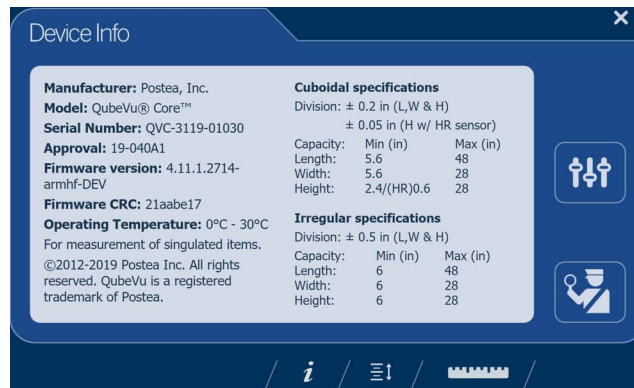 Device Info
Manufacturer: Postea, Inc.
Model: QubeVu® Core™
Serial Number: QVC-3119-01030
Approval: 19-040A1
Firmware version: 4.11.1.2714-
armhf-DEV
Firmware CRC: 21aabe17
Operating Temperature: 0°C - 30°C
For measurement of singulated items.
©2012-2019 Postea Inc. All rights
reserved. QubeVu is a registered
trademark of Postea.
Cuboidal specifications
Division: ± 0.2 in (L,W & H)
± 0.05 in (H w/ HR sensor)
Capacity: Min (in) Max (in)
Length: 5.6 48
Width: 5.6 28
Height: 2.4/(HR)0.6 28
Irregular specifications
Division: ± 0.5 in (L,W & H)
Capacity: Min (in) Max (in)
Length: 6 48
Width: 6 28
Height: 6 28